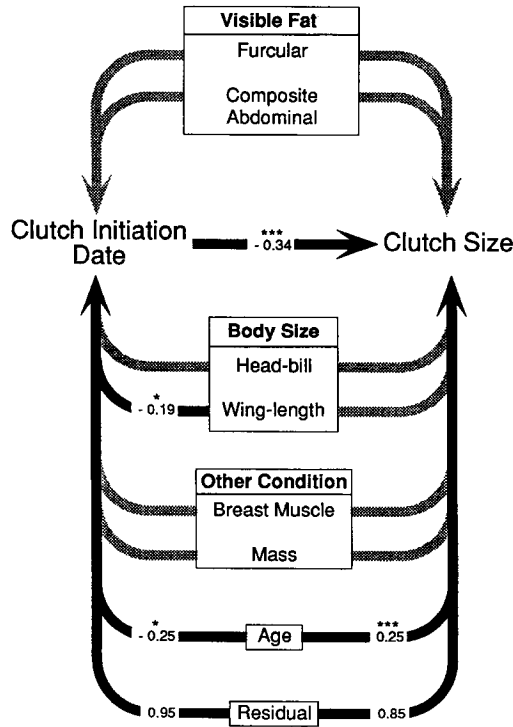 Visible Fat
Furcular
Composite
Abdominal
Clutch Initiation
Date
***
- 0.34
Clutch Size
Body Size
Head-bill
*
- 0.19
Wing-length
Other Condition
Breast Muscle
Mass
*
- 0.25
Age
***
0.25
0.95
Residual
0.85